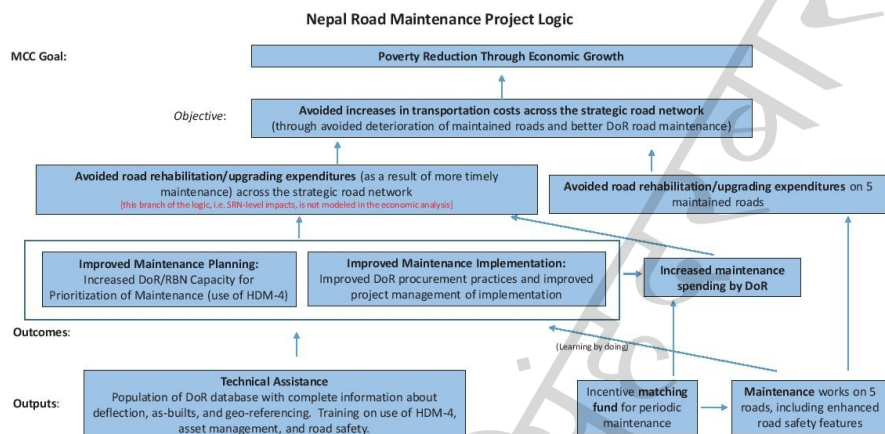 Nepal Road Maintenance Project Logic
MCC Goal:
Poverty Reduction Through Economic Growth
Objective:
Avoided increases in transportation costs across the strategic road network
(through avoided deterioration of maintained roads and better DoR road maintenance)
Avoided road rehabilitation/upgrading expenditures (as a result of more timely
maintenance) across the strategic road network
[this branch of the logic, i.e. SRN-level impacts, is not modeled in the economic analysis]
Avoided road rehabilitation/upgrading expenditures on 5
maintained roads
Improved Maintenance Planning:
Increased DoR/RBN Capacity for
Prioritization of Maintenance (use of HDM-4)
Improved Maintenance Implementation:
Improved DoR procurement practices and improved
project management of implementation
Increased maintenance
spending by DoR
Outcomes:
(Learning by doing)
Outputs:
Technical Assistance
Population of DoR database with complete information about
deflection, as-builts, and geo-referencing. Training on use of HDM-4,
asset management, and road safety.
Incentive matching
fund for periodic
maintenance
Maintenance works on 5
roads, including enhanced
road safety features